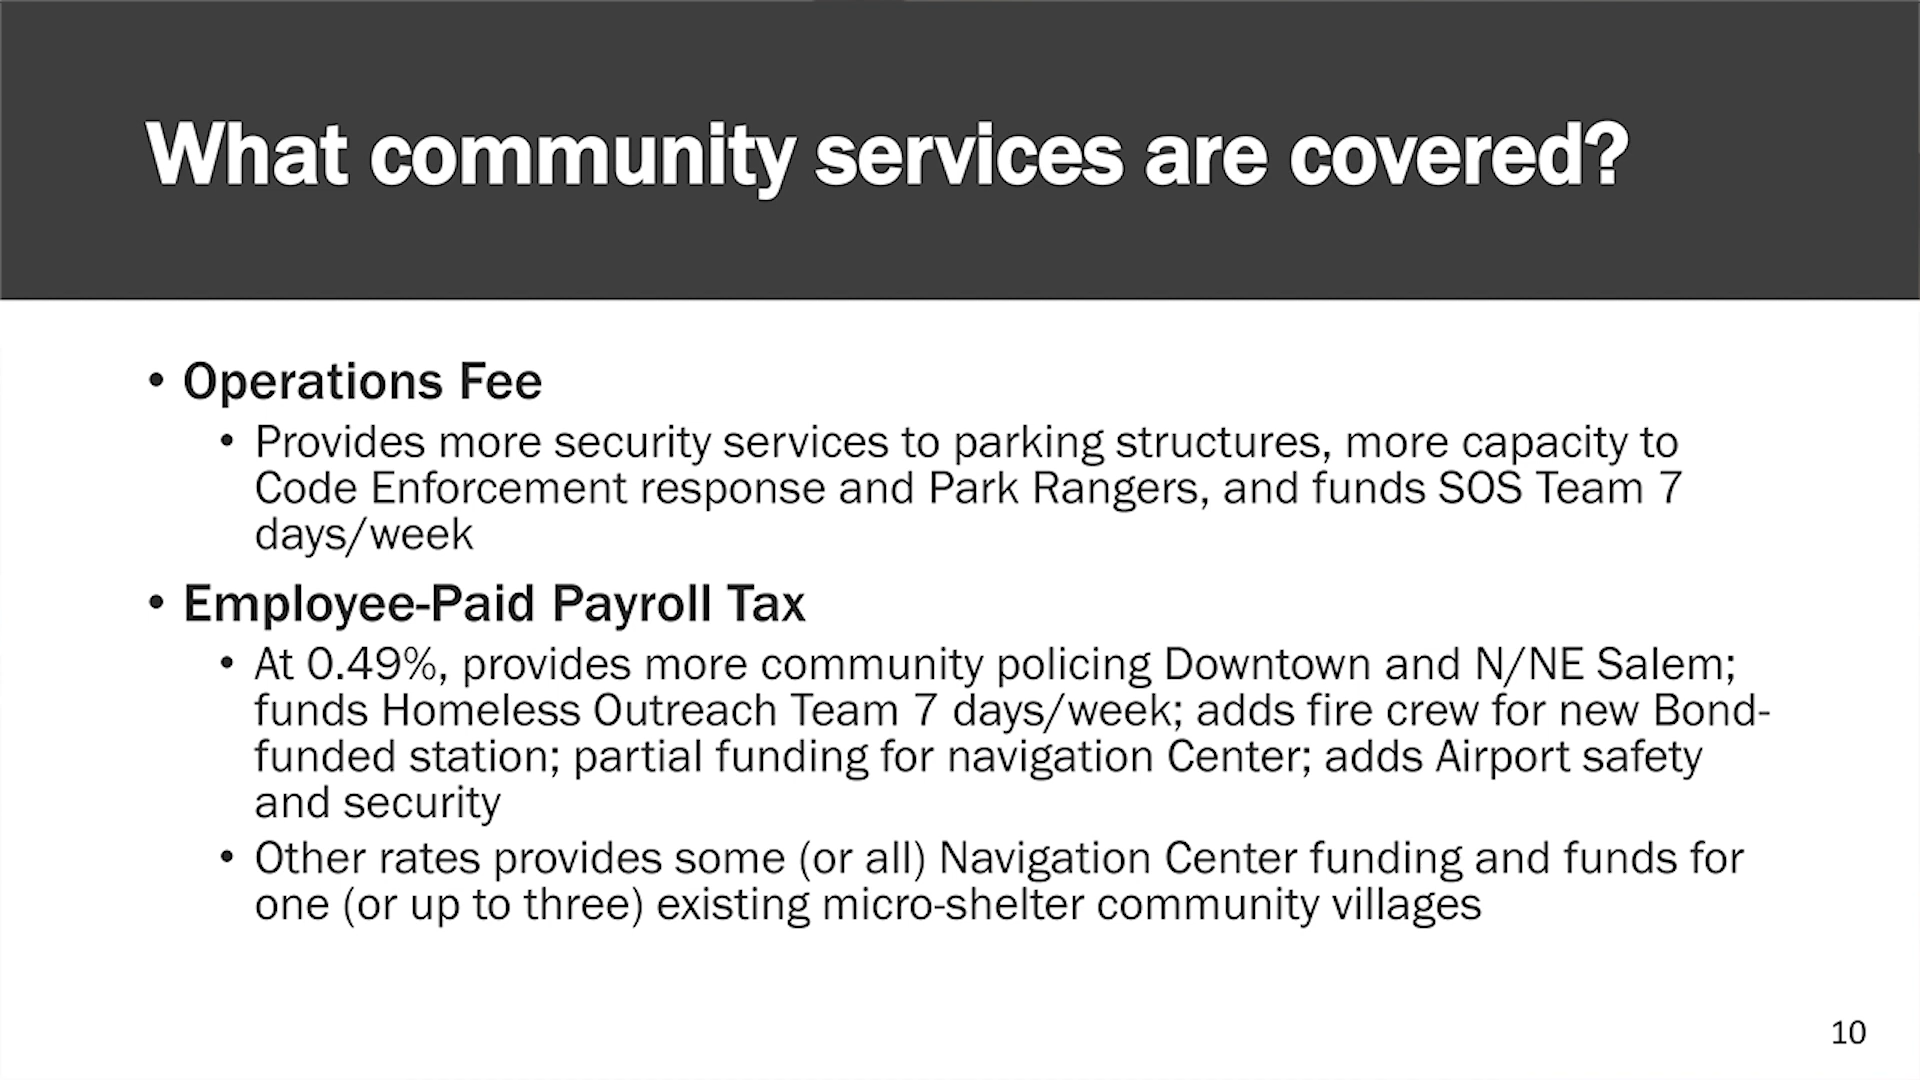 What community services are covered?
• Operations Fee
• Provides more security services to parking structures, more capacity to
Code Enforcement response and Park Rangers, and funds SOS Team 7
days/week
• Employee-Paid Payroll Tax
• At 0.49%, provides more community policing Downtown and N/NE Salem;
funds Homeless Outreach Team 7 days/week; adds fire crew for new Bond-
funded station; partial funding for navigation Center; adds Airport safety
and security
• Other rates provides some (or all) Navigation Center funding and funds for
one (or up to three) existing micro-shelter community villages
10